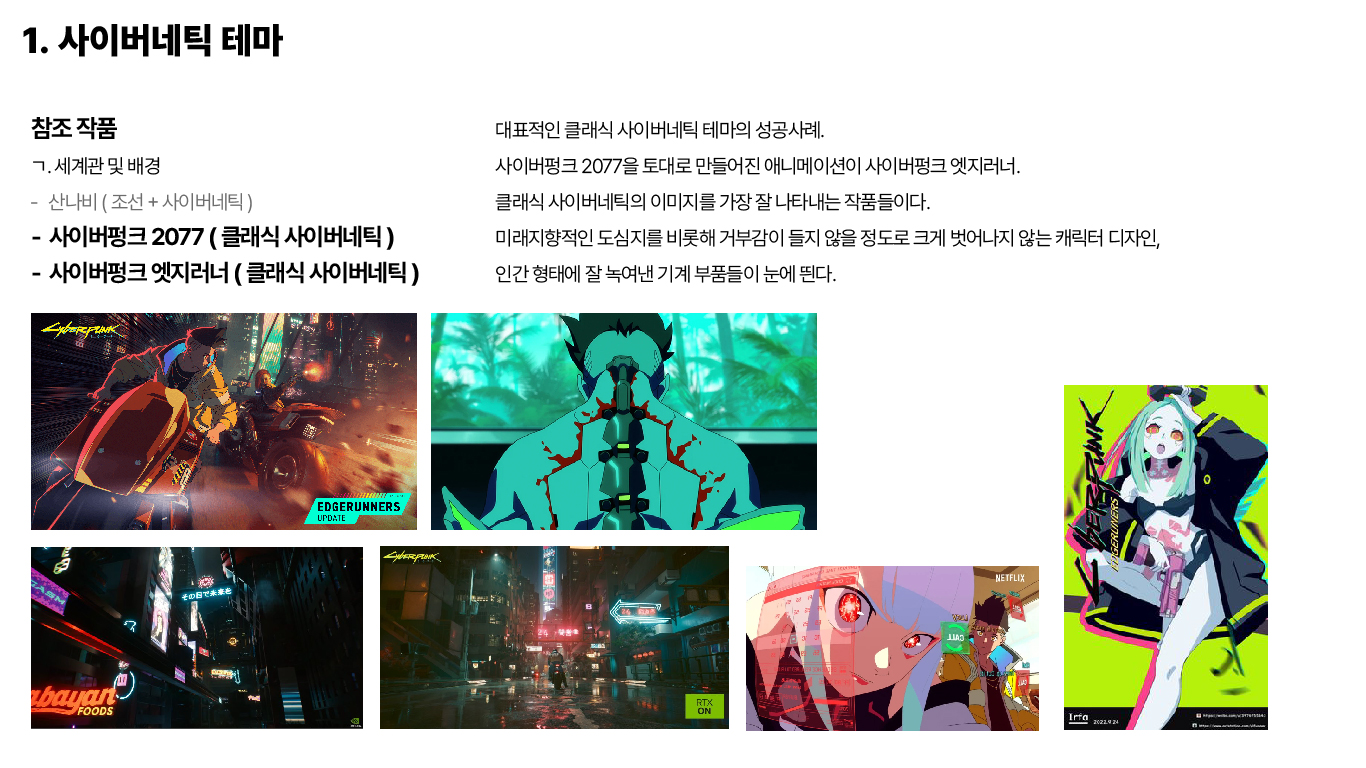 1. 사이버네틱 테마
참조 작품
ㄱ. 세계관 및 배경
- 산나비 ( 조선 + 사이버네틱 )
- 사이버펑크 2077 ( 클래식 사이버네틱 )
- 사이버펑크 엣지러너 ( 클래식 사이버네틱 )
대표적인 클래식 사이버네틱 테마의 성공사례.
사이버펑크 2077을 토대로 만들어진 애니메이션이 사이버펑크 엣지러너.
클래식 사이버네틱의 이미지를 가장 잘 나타내는 작품들이다.
미래지향적인 도심지를 비롯해 거부감이 들지 않을 정도로 크게 벗어나지 않는 캐릭터 디자인,
인간 형태에 잘 녹여낸 기계 부품들이 눈에 띈다.
Cyberpunk
EDGERUNNERS
UPDATE
その日で未来を
abayan
FOODS
Cyberpunk
RTX
ON
NETFLIX
CALL
CYBERPUNK
EDGERUNNERS
Irfa
2022.9.24